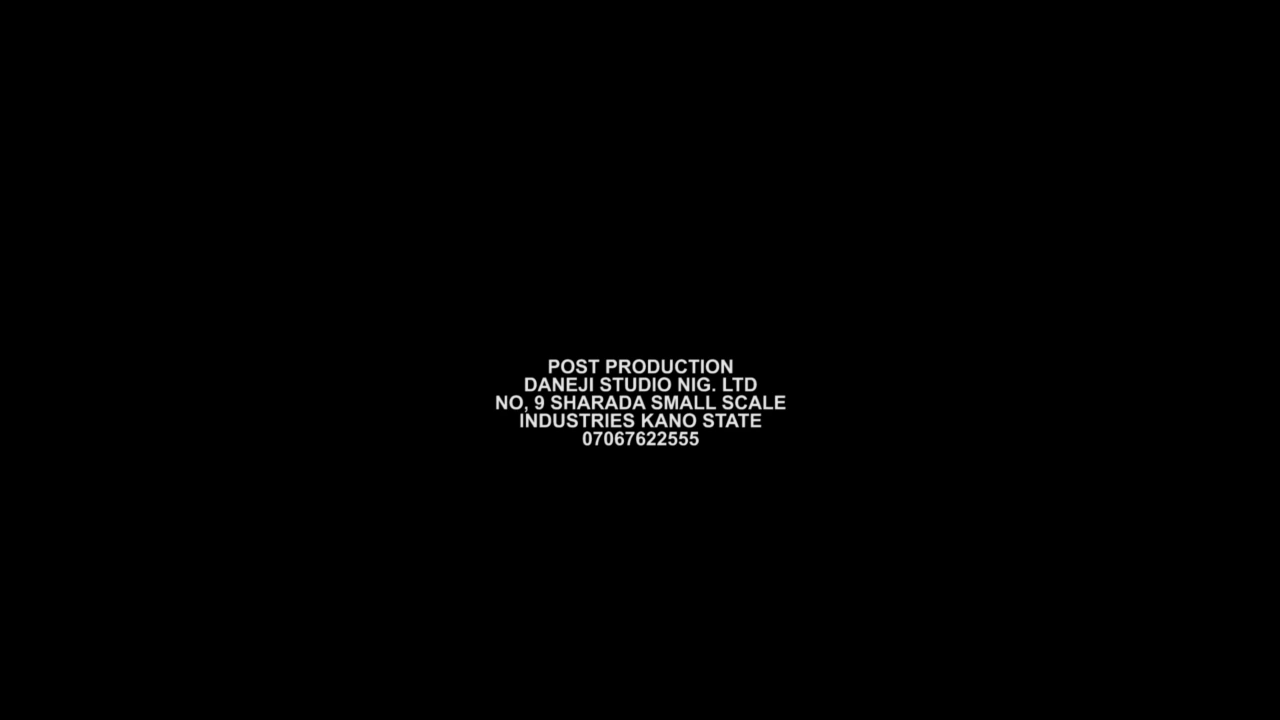 POST PRODUCTION
DANEJI STUDIO NIG. LTD
NO, 9 SHARADA SMALL SCALE
INDUSTRIES KANO STATE
07067622555